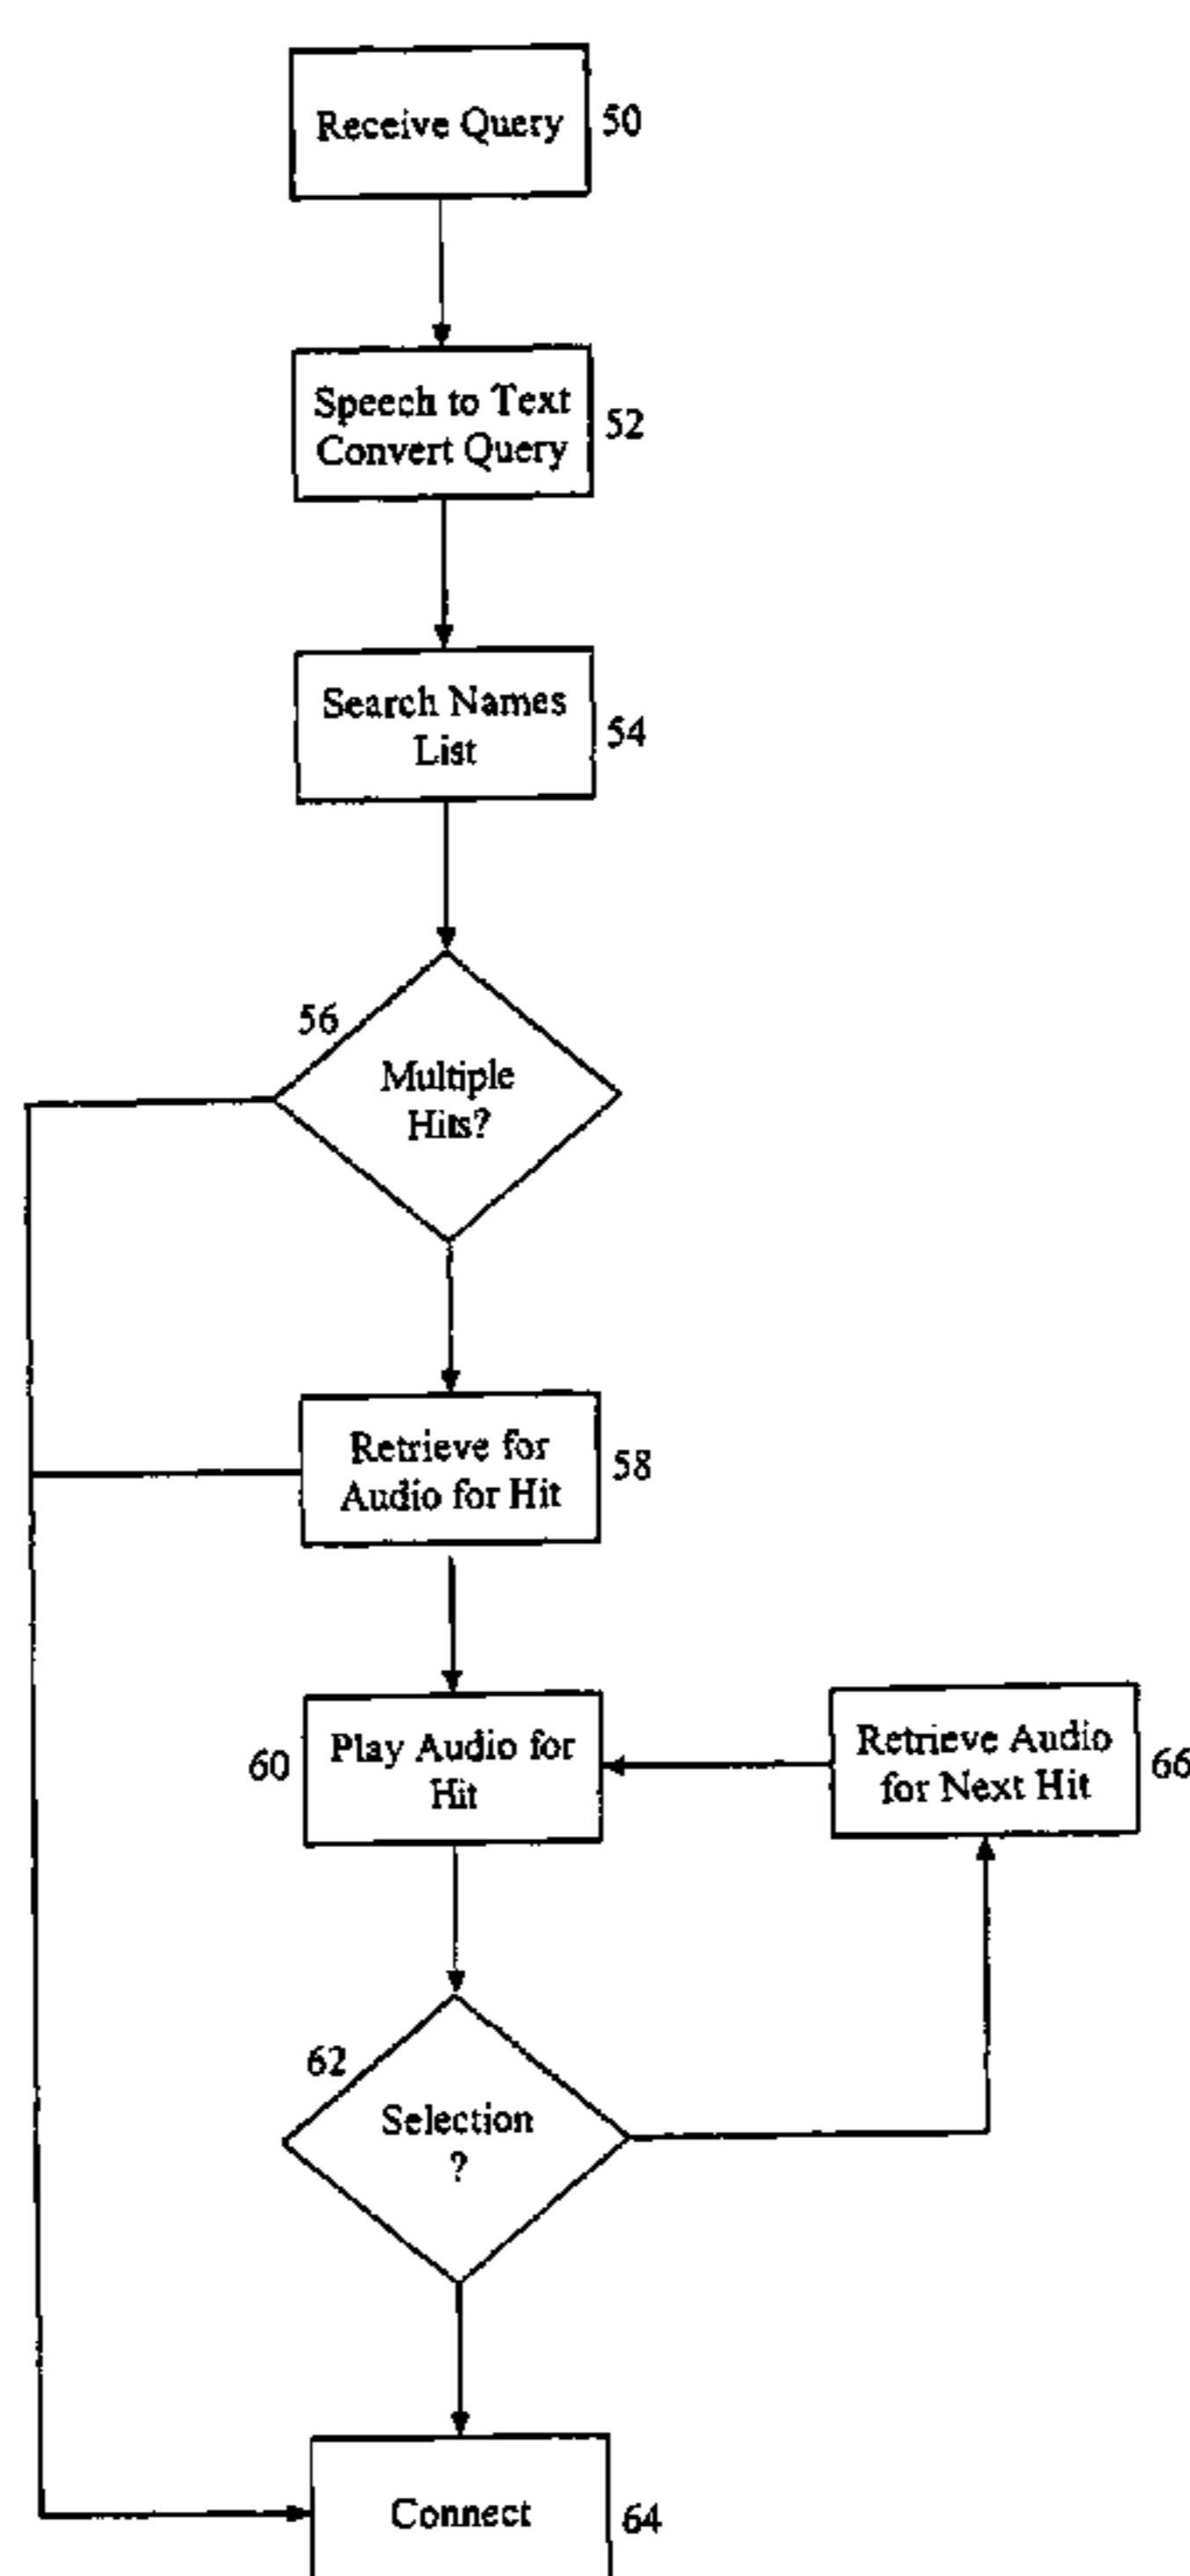 Receive Query
50
Speech to Text
Convert Query
52
Search Names
List
54
56
Multiple
Hits?
Retrieve for
Audio for Hit
58
60
Play Audio for
Hit
Retrieve Audio
for Next Hit
66
62
Selection
?
Connect
64